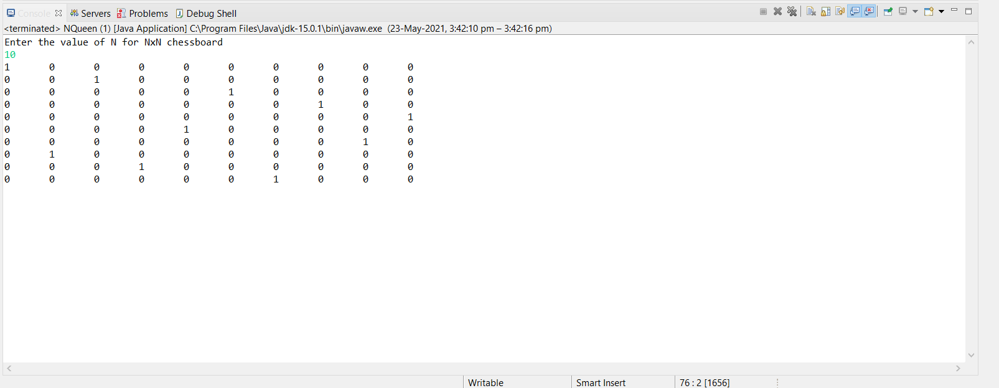 Console Servers Problems Debug Shell
<terminated> NQueen (1) [Java Application] C:\Program Files\Java\jdk-15.0.1\bin\javaw.exe (23-May-2021, 3:42:10 pm – 3:42:16 pm)
Enter the value of N for NxN chessboard
10
1 0 0 0 0 0 0 0 0 0
0 0 1 0 0 0 0 0 0 0
0 0 0 0 0 1 0 0 0 0
0 0 0 0 0 0 0 1 0 0
0 0 0 0 0 0 0 0 0 1
0 0 0 0 1 0 0 0 0 0
0 0 0 0 0 0 0 0 1 0
0 1 0 0 0 0 0 0 0 0
0 0 0 1 0 0 0 0 0 0
0 0 0 0 0 0 1 0 0 0
Writable Smart Insert 76 : 2 [1656]